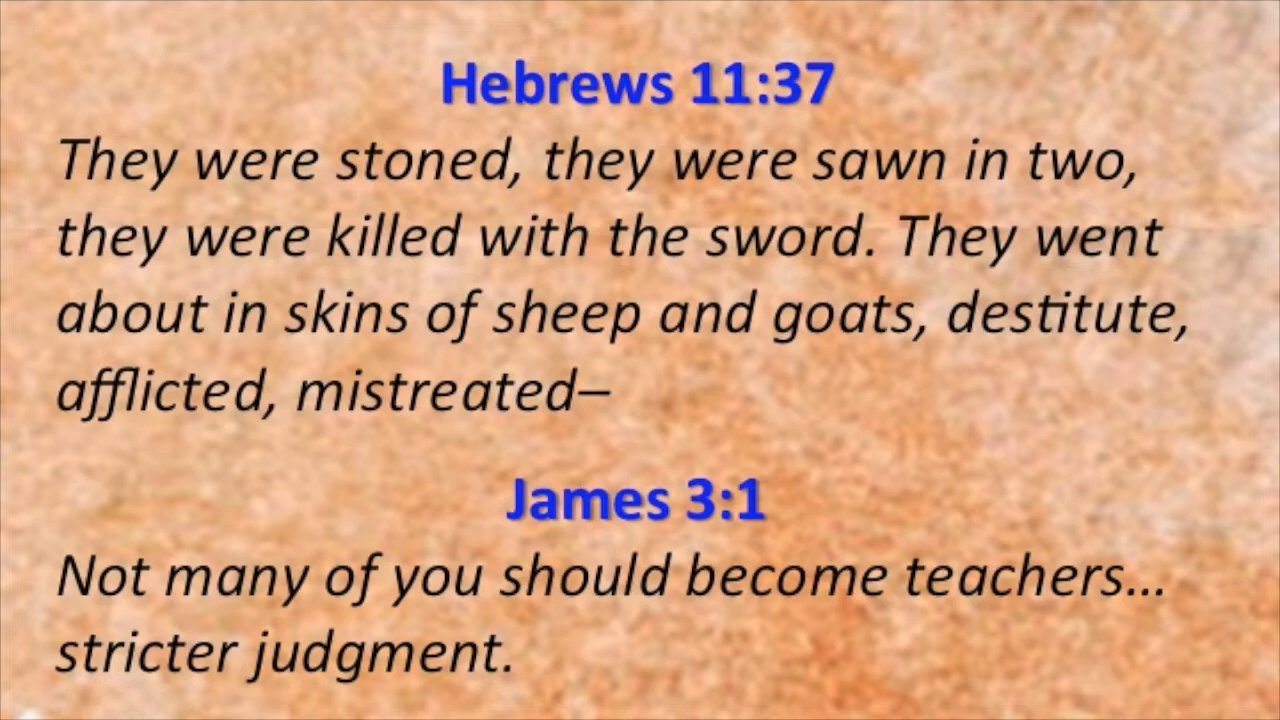 Hebrews 11:37
They were stoned, they were sawn in two,
they were killed with the sword. They went
about in skins of sheep and goats, destitute,
afflicted, mistreated–
James 3:1
Not many of you should become teachers…
stricter judgment.